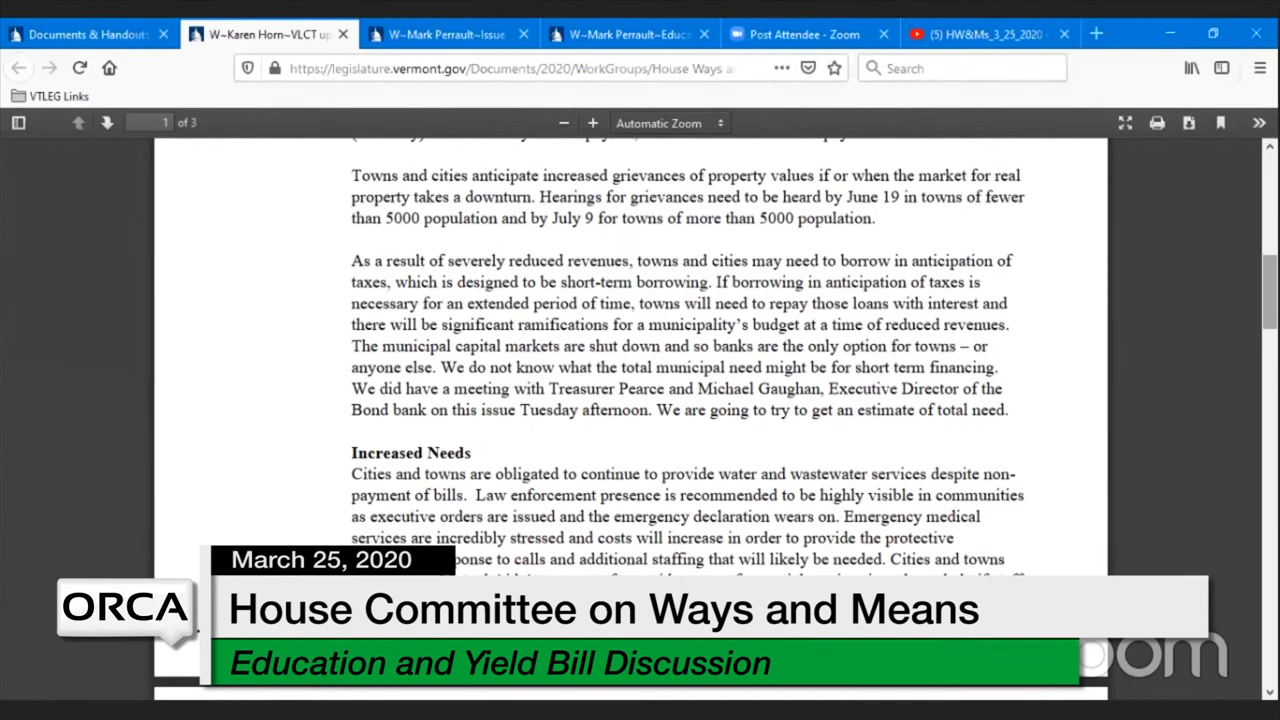 Documents & Handouts
W~Karen Horn~VLCT up
W~Mark Perrault~Issue
W~Mark Perrault~Educa
Post Attendee - Zoom
(5) HW&Ms_3_25_2020 -
https://legislature.vermont.gov/Documents/2020/WorkGroups/House Ways a
Search
VTLEG Links
1 of 3
Automatic Zoom
Towns and cities anticipate increased grievances of property values if or when the market for real
property takes a downturn. Hearings for grievances need to be heard by June 19 in towns of fewer
than 5000 population and by July 9 for towns of more than 5000 population.
As a result of severely reduced revenues, towns and cities may need to borrow in anticipation of
taxes, which is designed to be short-term borrowing. If borrowing in anticipation of taxes is
necessary for an extended period of time, towns will need to repay those loans with interest and
there will be significant ramifications for a municipality's budget at a time of reduced revenues.
The municipal capital markets are shut down and so banks are the only option for towns – or
anyone else. We do not know what the total municipal need might be for short term financing.
We did have a meeting with Treasurer Pearce and Michael Gaughan, Executive Director of the
Bond bank on this issue Tuesday afternoon. We are going to try to get an estimate of total need.
Increased Needs
Cities and towns are obligated to continue to provide water and wastewater services despite non-
payment of bills. Law enforcement presence is recommended to be highly visible in communities
as executive orders are issued and the emergency declaration wears on. Emergency medical
services are incredibly stressed and costs will increase in order to provide the protective
ponse to calls and additional staffing that will likely be needed. Cities and towns
March 25, 2020
ORCA
House Committee on Ways and Means
Education and Yield Bill Discussion
oom